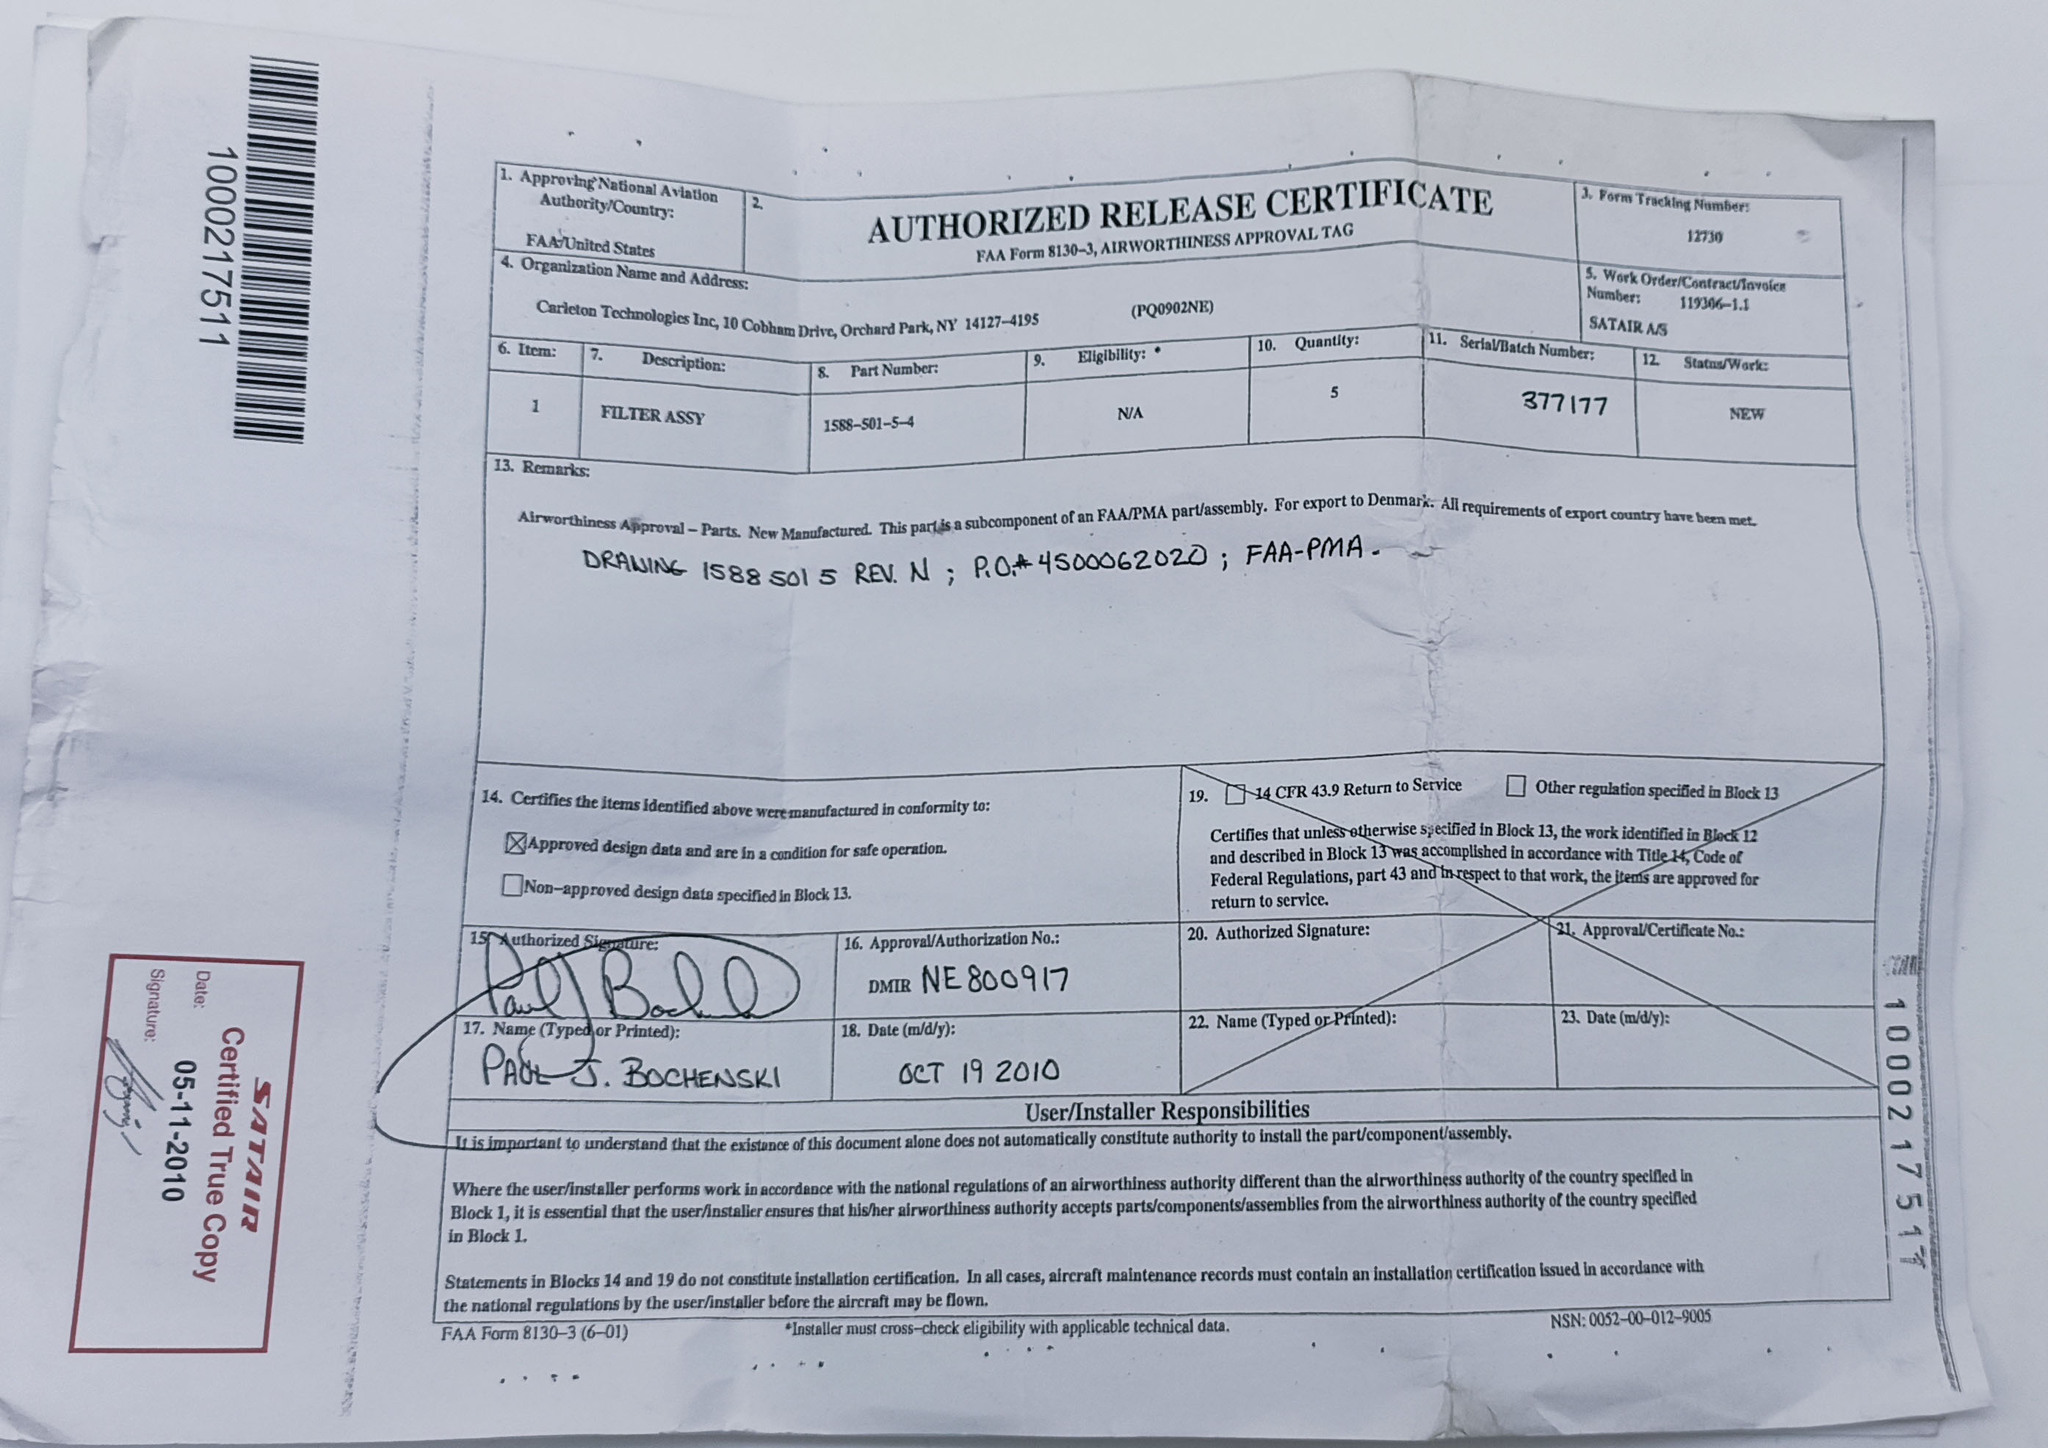 1000217511
1. Approving National Aviation
Authority/Country:
FAA/United States
2.
AUTHORIZED RELEASE CERTIFICATE
FAA Form 8130-3, AIRWORTHINESS APPROVAL TAG
3. Form Tracking Number:
12730
4. Organization Name and Address:
Carleton Technologies Inc, 10 Cobham Drive, Orchard Park, NY 14127-4195
(PQ0902NE)
5. Work Order/Contract/Invoice
Number: 119306-1.1
SATAIR A/S
6. Item:
7. Description:
8. Part Number:
9. Eligibility: *
10. Quantity:
11. Serial/Batch Number:
12. Status/Work:
1
FILTER ASSY
1588-501-5-4
N/A
5
377177
NEW
13. Remarks:
Airworthiness Approval – Parts. New Manufactured. This part is a subcomponent of an FAA/PMA part/assembly. For export to Denmark. All requirements of export country have been met.
DRAWING 1588 501 5 REV. N ; P.O.# 4500062020 ; FAA-PMA.
14. Certifies the items identified above were manufactured in conformity to:
Approved design data and are in a condition for safe operation.
Non-approved design data specified in Block 13.
19. 14 CFR 43.9 Return to Service
Other regulation specified in Block 13
Certifies that unless otherwise specified in Block 13, the work identified in Block 12
and described in Block 13 was accomplished in accordance with Title 14, Code of
Federal Regulations, part 43 and in respect to that work, the items are approved for
return to service.
15. Authorized Signature:
16. Approval/Authorization No.:
DMIR NE800917
20. Authorized Signature:
21. Approval/Certificate No.:
17. Name (Typed or Printed):
PAUL J. BOCHENSKI
18. Date (m/d/y):
OCT 19 2010
22. Name (Typed or Printed):
23. Date (m/d/y):
User/Installer Responsibilities
It is important to understand that the existance of this document alone does not automatically constitute authority to install the part/component/assembly.
Where the user/installer performs work in accordance with the national regulations of an airworthiness authority different than the airworthiness authority of the country specified in
Block 1, it is essential that the user/installer ensures that his/her airworthiness authority accepts parts/components/assemblies from the airworthiness authority of the country specified
in Block 1.
Statements in Blocks 14 and 19 do not constitute installation certification. In all cases, aircraft maintenance records must contain an installation certification issued in accordance with
the national regulations by the user/installer before the aircraft may be flown.
FAA Form 8130-3 (6-01)
*Installer must cross-check eligibility with applicable technical data.
NSN: 0052-00-012-9005
SATAIR
Certified True Copy
Date: 05-11-2010
Signature:
1000217511